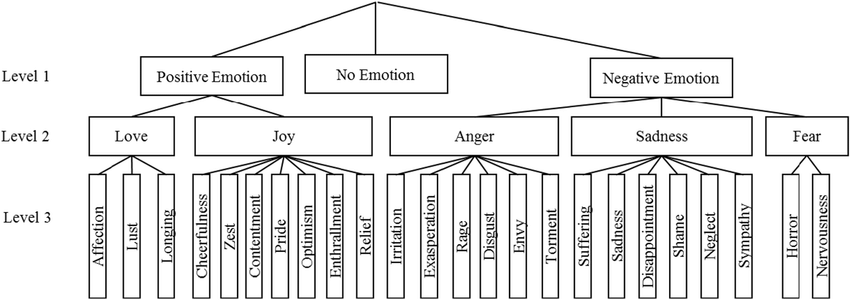 Level 1
Positive Emotion
No Emotion
Negative Emotion
Level 2
Love
Joy
Anger
Sadness
Fear
Level 3
Affection
Lust
Longing
Cheerfulness
Zest
Contentment
Pride
Optimism
Enthrallment
Relief
Irritation
Exasperation
Rage
Disgust
Envy
Torment
Suffering
Sadness
Disappointment
Shame
Neglect
Sympathy
Horror
Nervousness